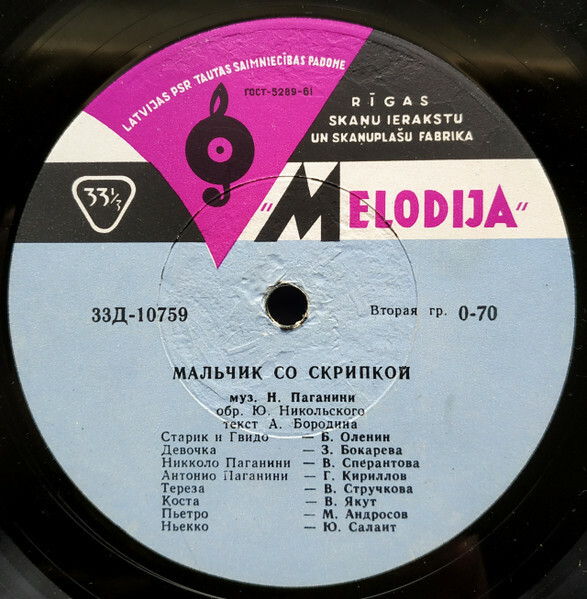 LATVIJAS PSR TAUTAS SAIMNIECĪBAS PADOME
ГОСТ-5289-61
RĪGAS
SKAŅU IERAKSTU
UN SKAŅUPLAŠU FABRIKA
33⅓
"MELODIJA"
33Д-10759
Вторая гр. 0-70
МАЛЬЧИК СО СКРИПКОЙ
муз. Н. Паганини
обр. Ю. Никольского
текст А. Бородина
Старик и Гвидо — Б. Оленин
Девочка — З. Бокарева
Никколо Паганини — В. Сперантова
Антонио Паганини — Г. Кириллов
Тереза — В. Стручкова
Коста — В. Якут
Пьетро — М. Андросов
Ньекко — Ю. Салант